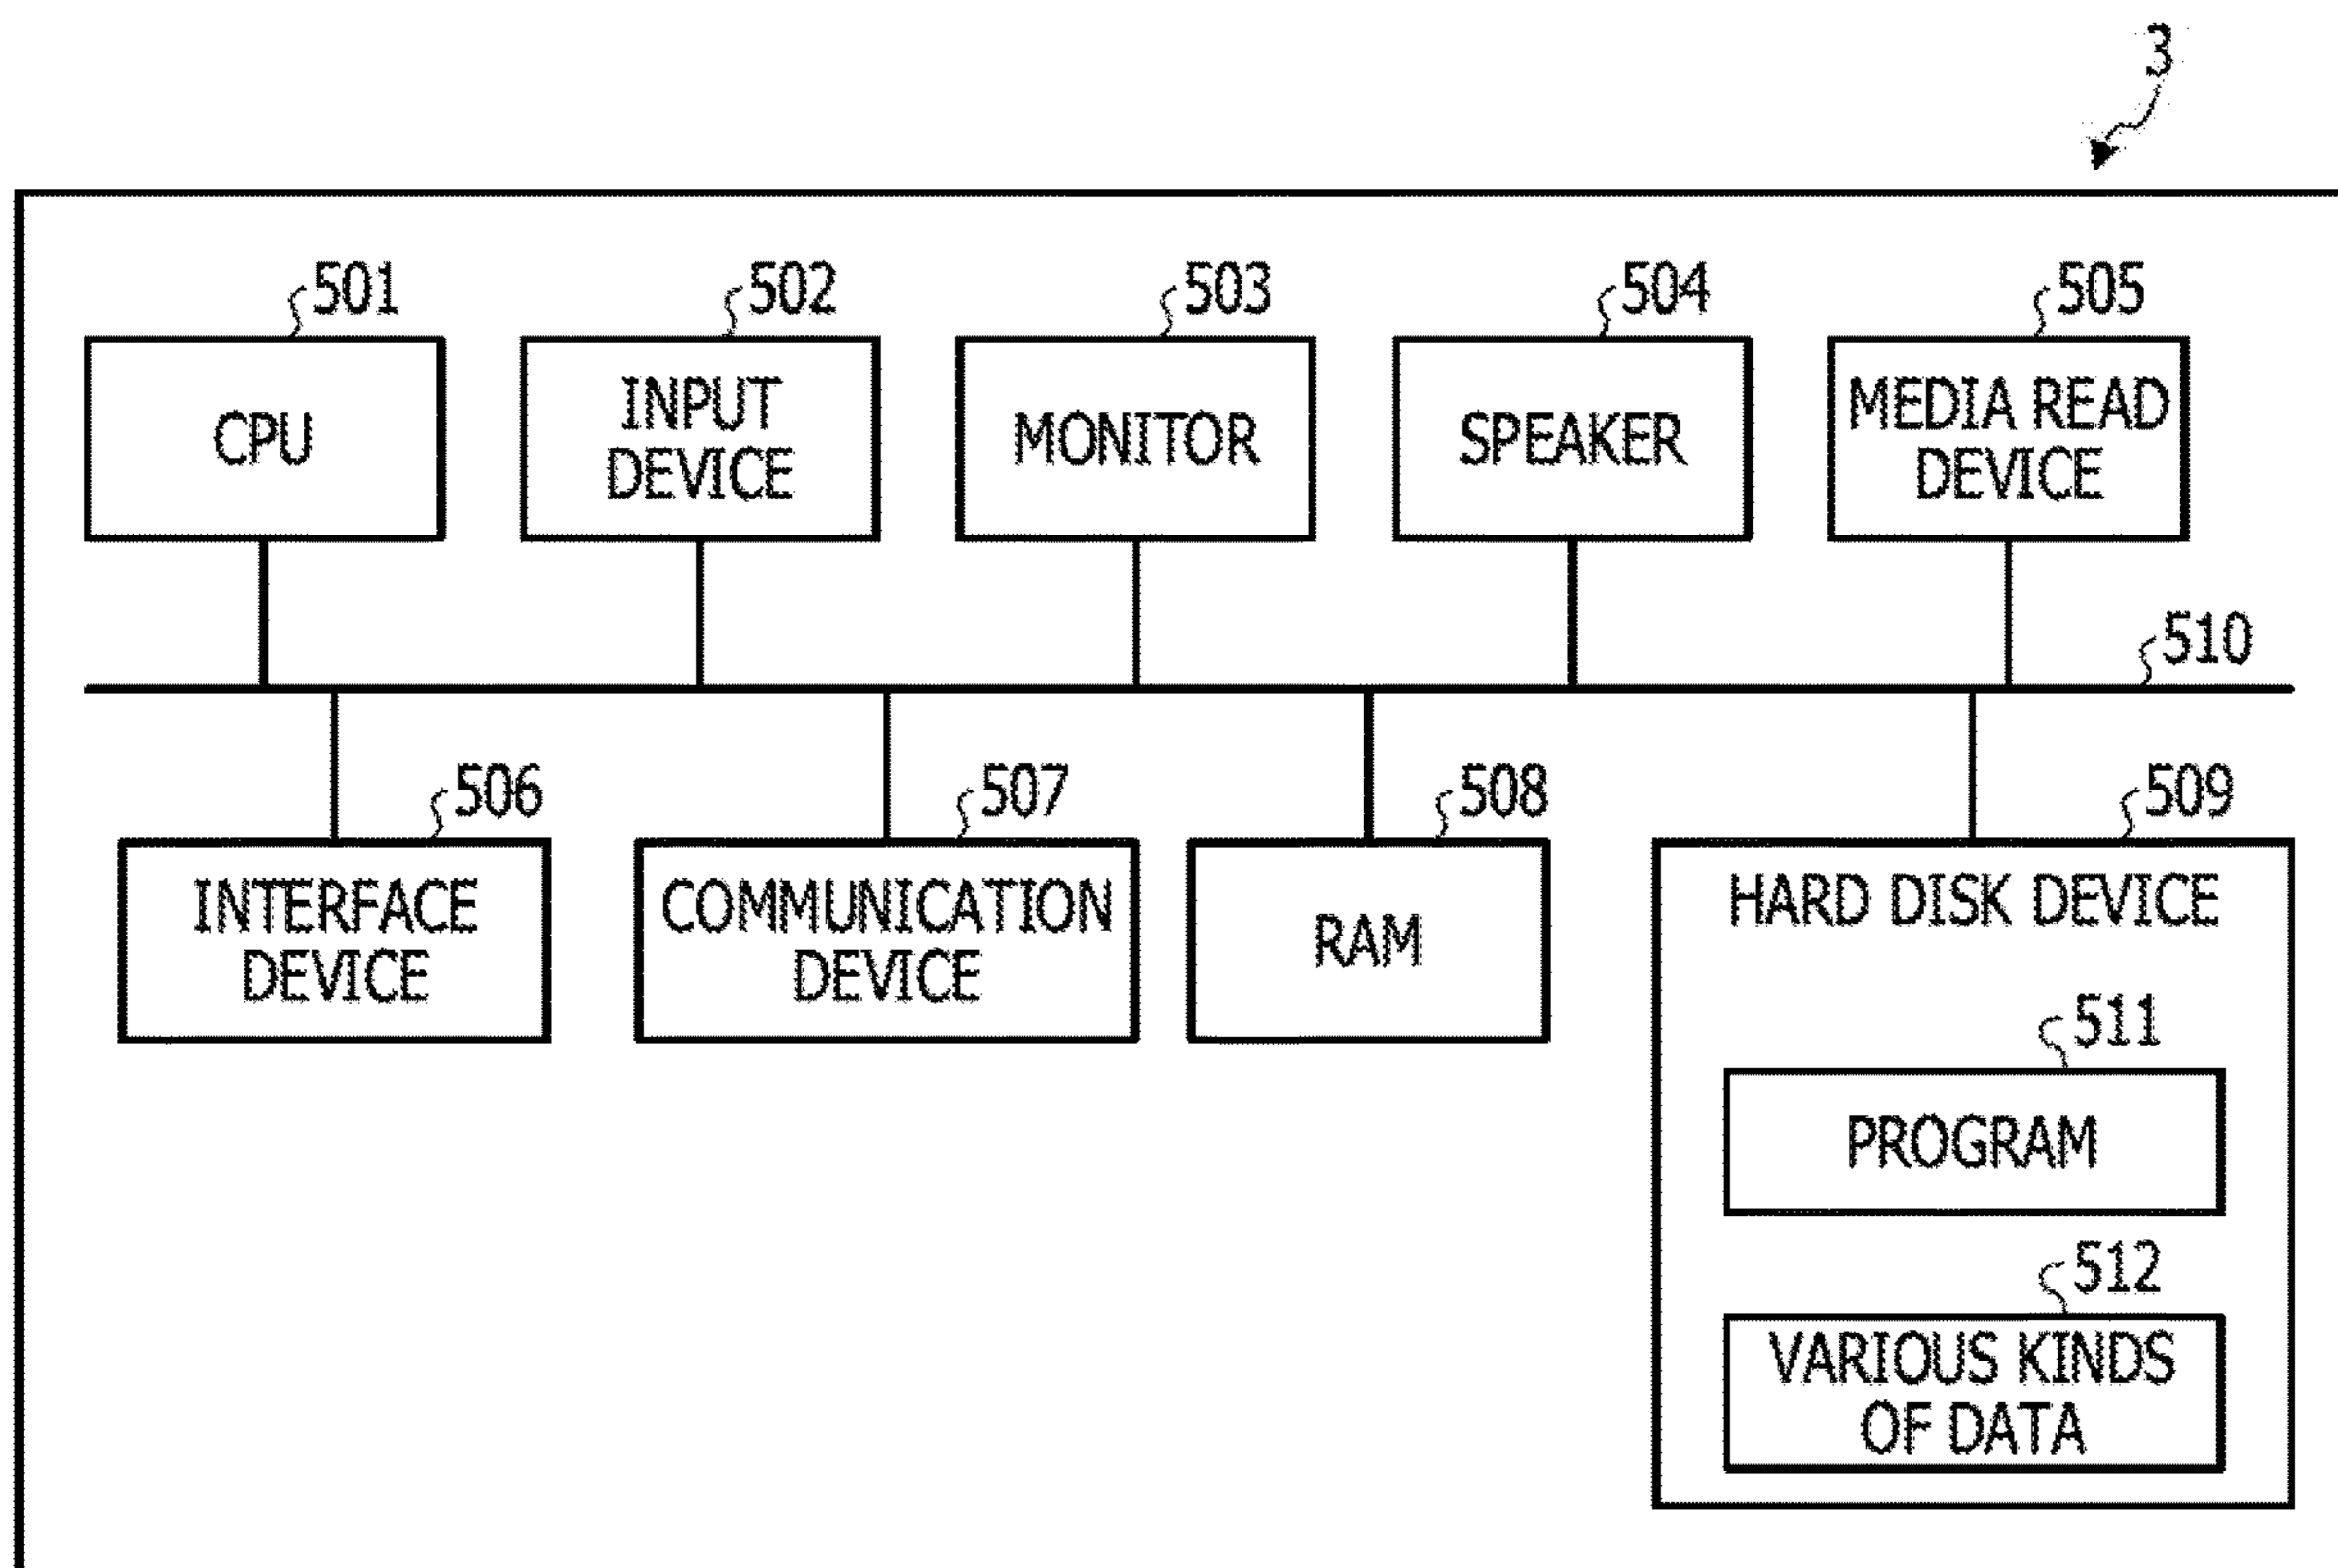 3
501
502
503
504
505
CPU
INPUT
DEVICE
MONITOR
SPEAKER
MEDIA READ
DEVICE
510
506
507
508
509
INTERFACE
DEVICE
COMMUNICATION
DEVICE
RAM
HARD DISK DEVICE
511
PROGRAM
512
VARIOUS KINDS
OF DATA